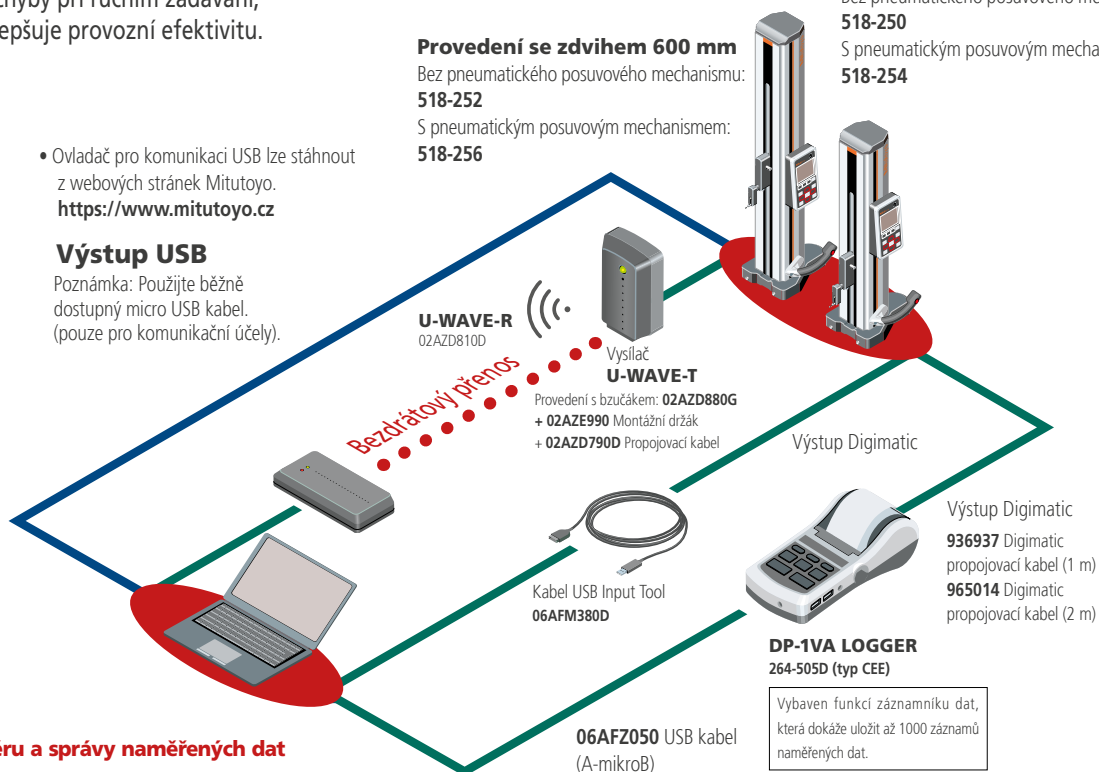 chyby při ručním zadávání,
epšuje provozní efektivitu.
518-250
S pneumatickým posuvovým mecha
518-254
Provedení se zdvihem 600 mm
Bez pneumatického posuvového mechanismu:
518-252
S pneumatickým posuvovým mechanismem:
518-256
• Ovladač pro komunikaci USB lze stáhnout
z webových stránek Mitutoyo.
https://www.mitutoyo.cz
Výstup USB
Poznámka: Použijte běžně
dostupný micro USB kabel.
(pouze pro komunikační účely).
U-WAVE-R
02AZD810D
Bezdrátový přenos
Vysílač
U-WAVE-T
Provedení s bzučákem: 02AZD880G
+ 02AZE990 Montážní držák
+ 02AZD790D Propojovací kabel
Výstup Digimatic
Kabel USB Input Tool
06AFM380D
Výstup Digimatic
936937 Digimatic
propojovací kabel (1 m)
965014 Digimatic
propojovací kabel (2 m)
DP-1VA LOGGER
264-505D (typ CEE)
Vybaven funkcí záznamníku dat,
která dokáže uložit až 1000 záznamů
naměřených dat.
06AFZ050 USB kabel
(A-mikroB)
ěru a správy naměřených dat